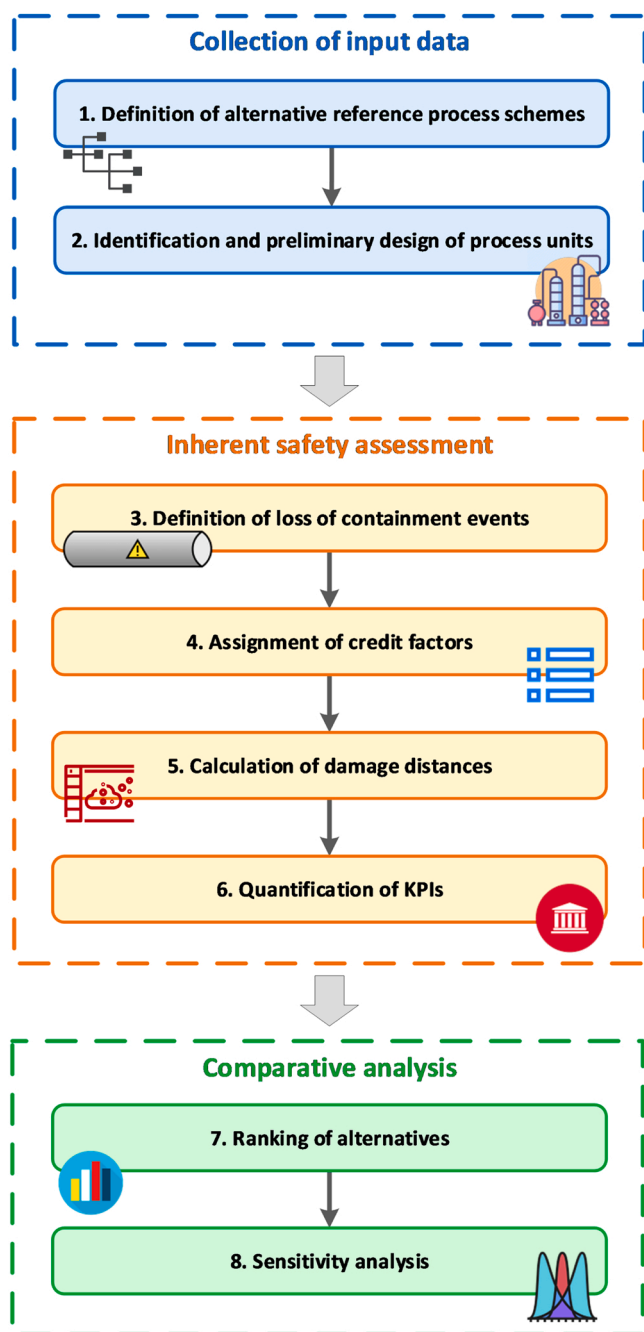 Collection of input data
1. Definition of alternative reference process schemes
2. Identification and preliminary design of process units
Inherent safety assessment
3. Definition of loss of containment events
4. Assignment of credit factors
5. Calculation of damage distances
6. Quantification of KPIs
Comparative analysis
7. Ranking of alternatives
8. Sensitivity analysis